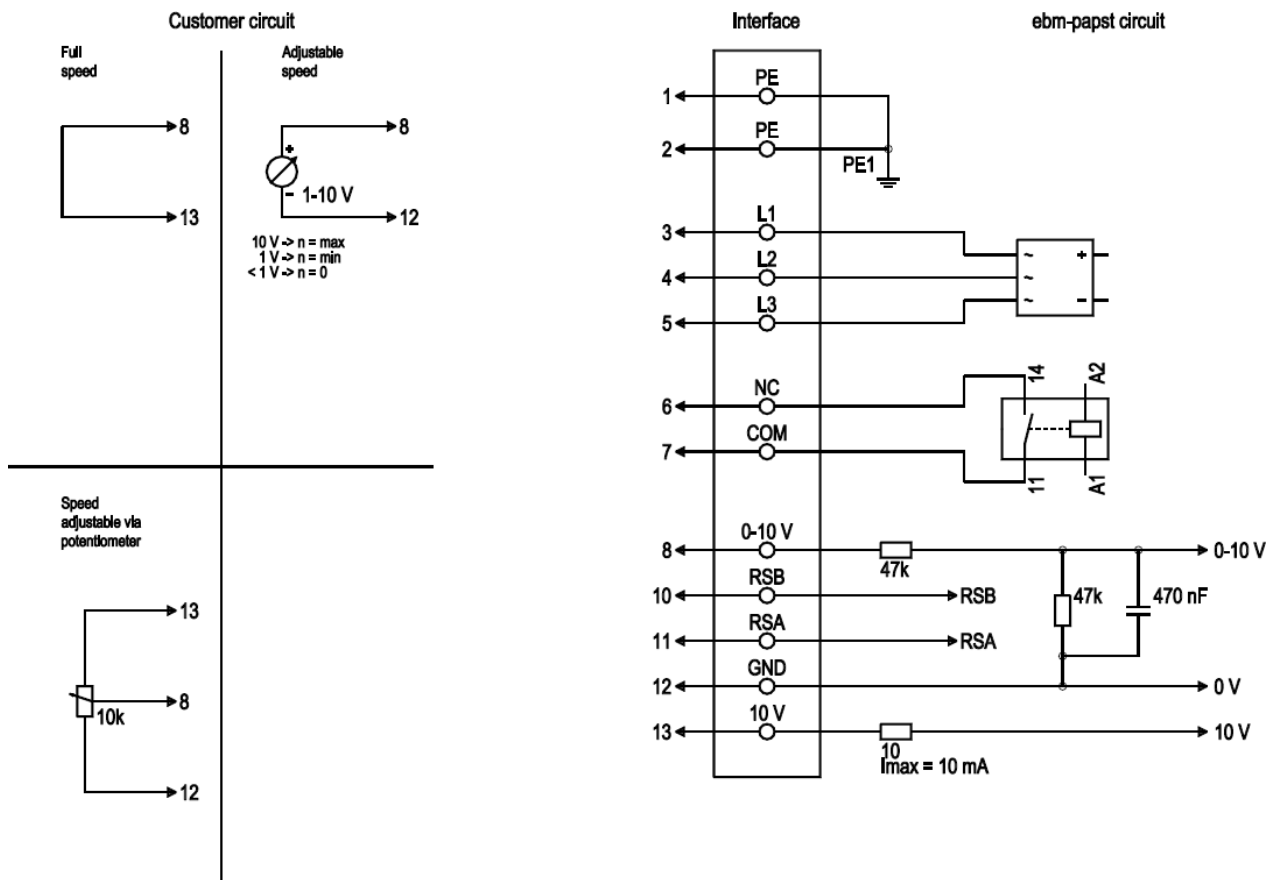 Customer circuit
Interface
ebm-papst circuit
Full
speed
8
13
Adjustable
speed
8
+
-
1-10 V
12
10 V -> n = max
1 V -> n = min
< 1 V -> n = 0
Speed
adjustable via
potentiometer
13
8
10k
12
1
PE
2
PE
PE1
3
L1
4
L2
5
L3
~ +
~
~ -
6
NC
7
COM
14
A2
11
A1
8
0-10 V
47k
0-10 V
10
RSB
RSB
47k
470 nF
11
RSA
RSA
12
GND
0 V
13
10 V
10
Imax = 10 mA
10 V